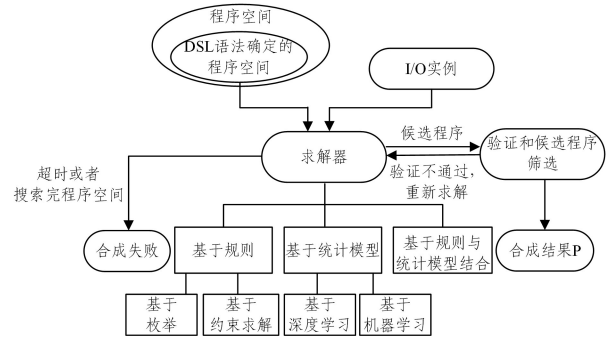 程序空间
DSL语法确定的
程序空间
I/O实例
求解器
候选程序
验证不通过，
重新求解
验证和候选程序
筛选
超时或者
搜索完程序空间
合成失败
基于规则
基于统计模型
基于规则与
统计模型结合
合成结果P
基于
枚举
基于
约束求解
基于
深度学习
基于
机器学习